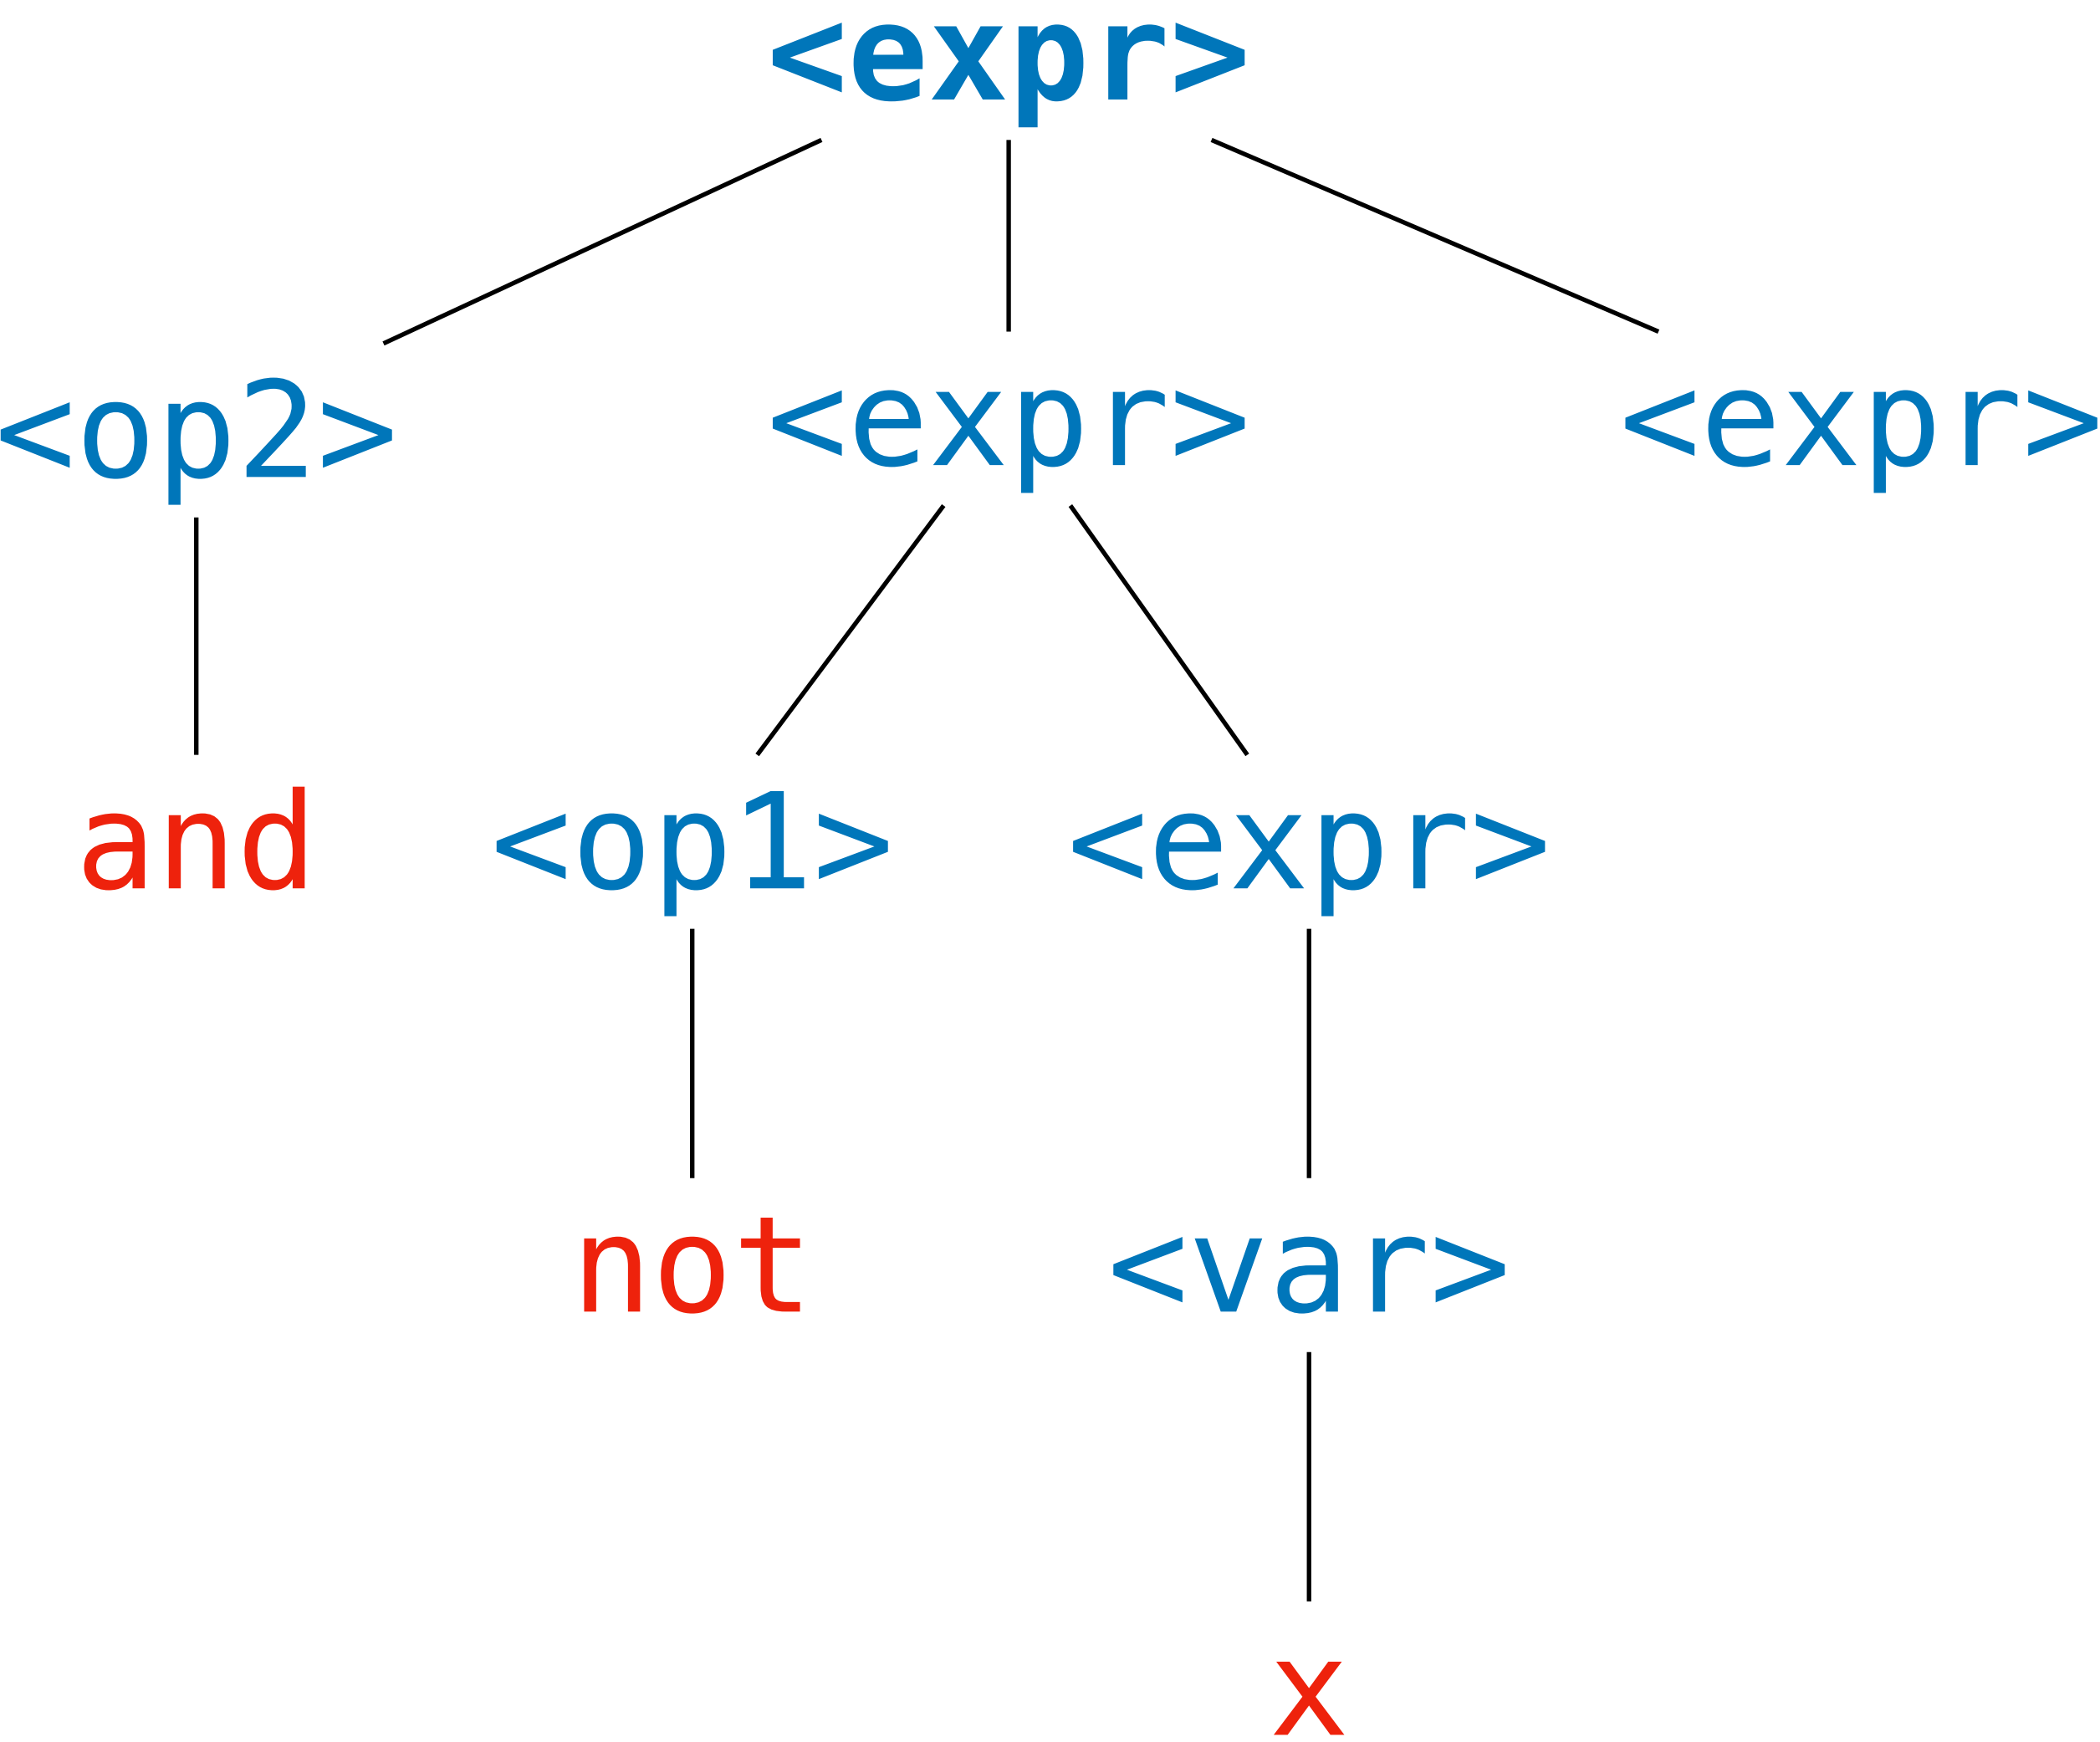 <expr>
<op2> <expr> <expr>
and <op1> <expr>
not <var>
x